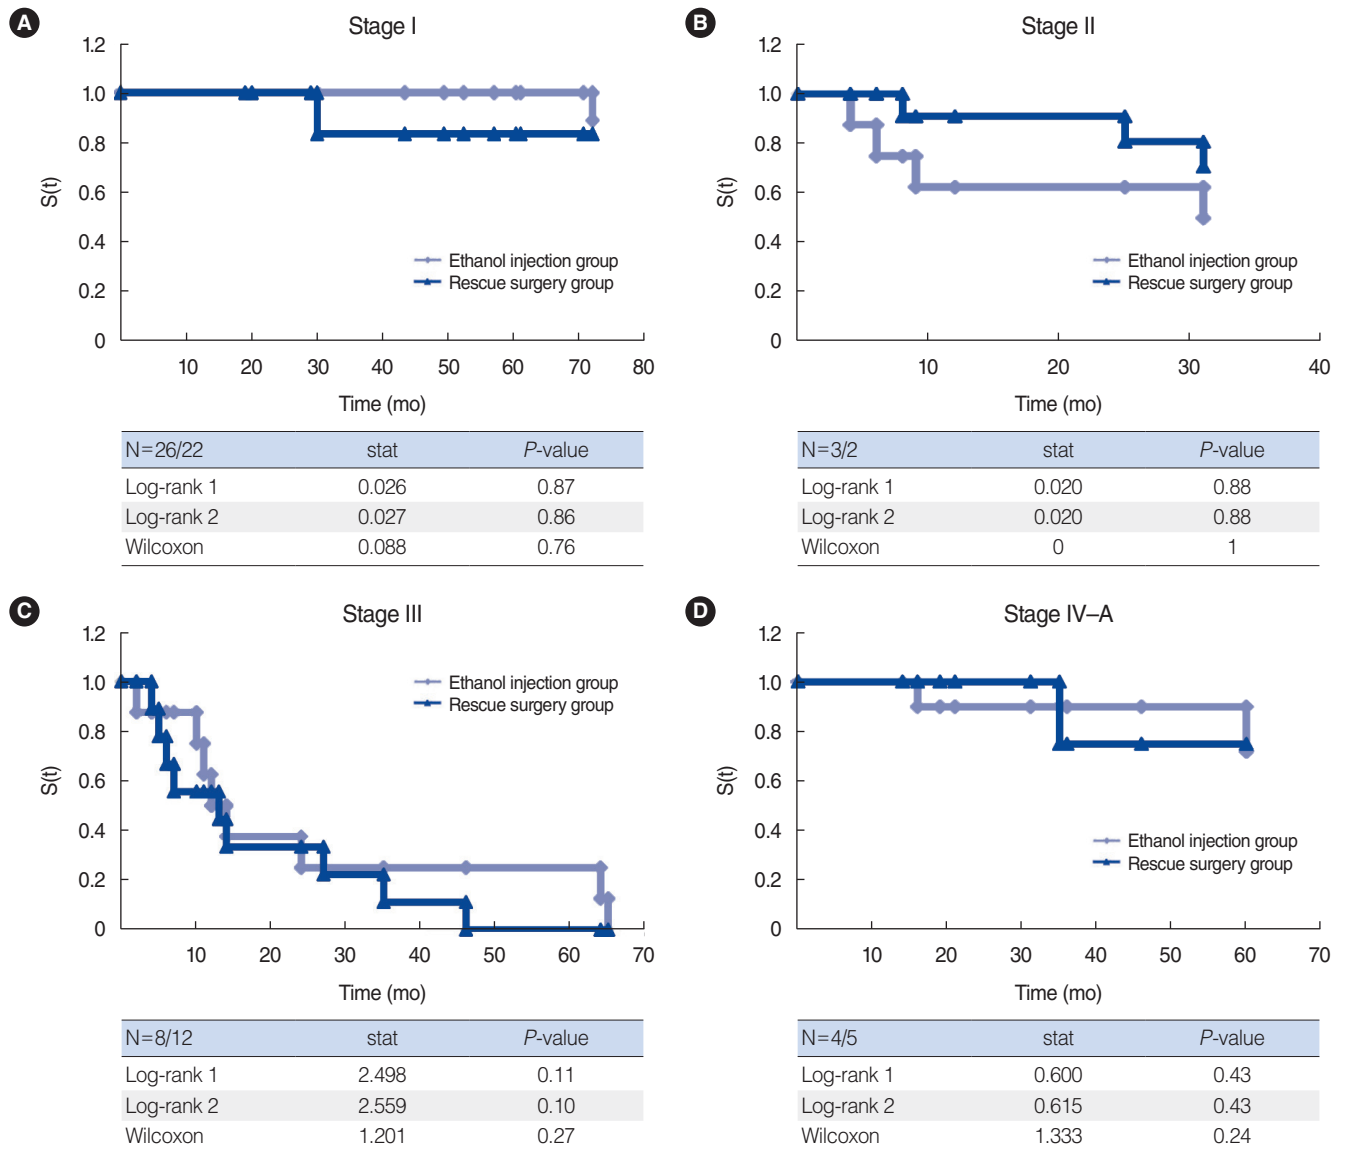 A
Stage I
1.2
1.0
0.8
0.6
0.4
0.2
0
S(t)
Ethanol injection group
Rescue surgery group
10 20 30 40 50 60 70 80
Time (mo)
N=26/22 stat P-value
Log-rank 1 0.026 0.87
Log-rank 2 0.027 0.86
Wilcoxon 0.088 0.76
B
Stage II
1.2
1.0
0.8
0.6
0.4
0.2
0
S(t)
Ethanol injection group
Rescue surgery group
10 20 30 40
Time (mo)
N=3/2 stat P-value
Log-rank 1 0.020 0.88
Log-rank 2 0.020 0.88
Wilcoxon 0 1
C
Stage III
1.2
1.0
0.8
0.6
0.4
0.2
0
S(t)
Ethanol injection group
Rescue surgery group
10 20 30 40 50 60 70
Time (mo)
N=8/12 stat P-value
Log-rank 1 2.498 0.11
Log-rank 2 2.559 0.10
Wilcoxon 1.201 0.27
D
Stage IV–A
1.2
1.0
0.8
0.6
0.4
0.2
0
S(t)
Ethanol injection group
Rescue surgery group
10 20 30 40 50 60 70
Time (mo)
N=4/5 stat P-value
Log-rank 1 0.600 0.43
Log-rank 2 0.615 0.43
Wilcoxon 1.333 0.24